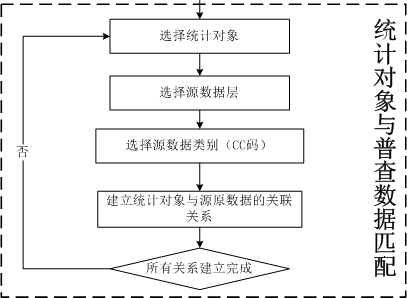 选择统计对象
选择源数据层
选择源数据类别（CC码）
建立统计对象与源原数据的关联
关系
所有关系建立完成
否
统计对象与普查数据匹配